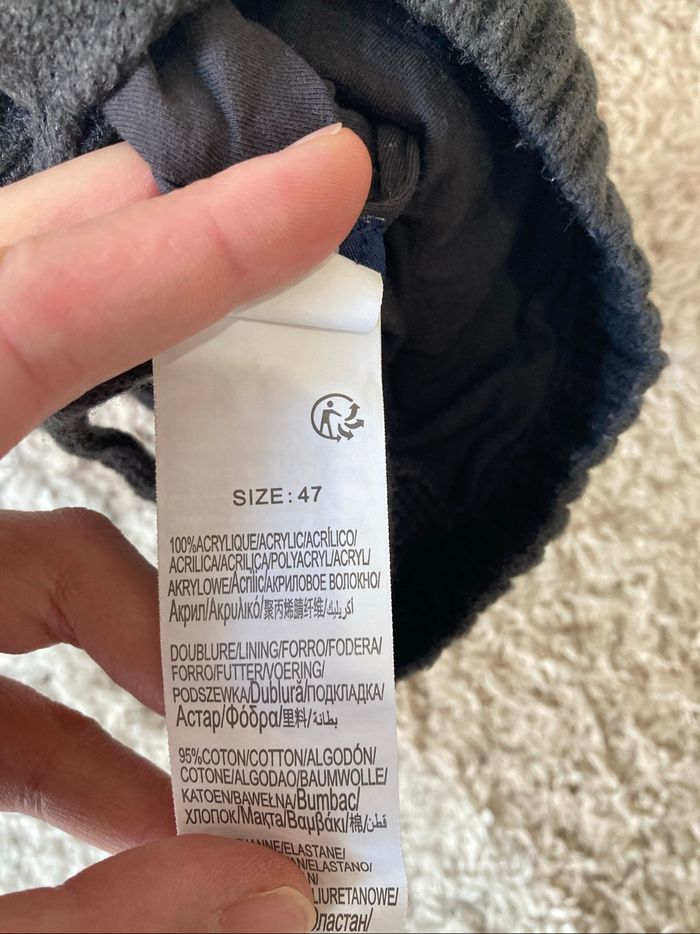 SIZE: 47
100%ACRYLIQUE/ACRYLIC/ACRÍLICO/
ACRILICA/ACRÍLICA/POLYACRYL/ACRYL/
AKRYLOWE/Acrilic/АКРИЛОВОЕ ВОЛОКНО/
Акрил/Ακρυλικό/聚丙烯腈纤维/أكريليك
DOUBLURE/LINING/FORRO/FODERA/
FORRO/FUTTER/VOERING/
PODSZEWKA/Dublură/ПОДКЛАДКА/
Астар/Φόδρα/里料/بطانة/
95%COTON/COTTON/ALGODÓN/
COTONE/ALGODAO/BAUMWOLLE/
KATOEN/BAWEŁNA/Bumbac/
ХЛОПОК/Мақта/Βαμβάκι/棉/قطن/
/ELASTANE/
/ELASTANO/